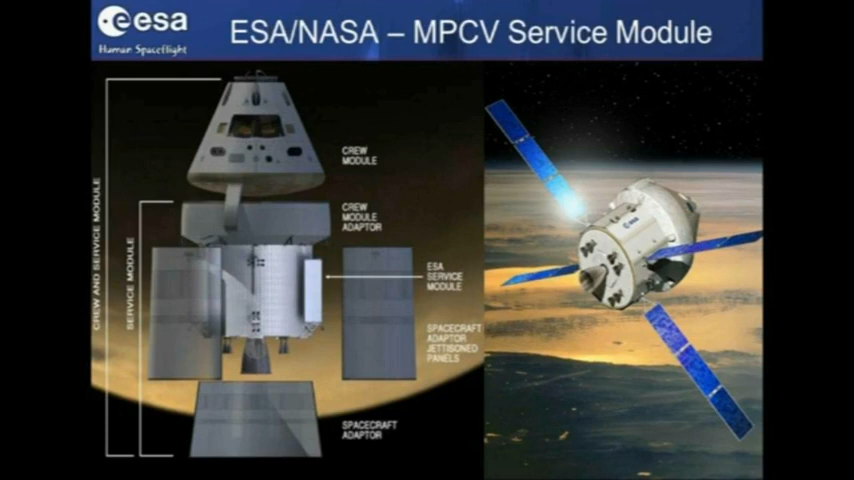 esa
Human Spaceflight
ESA/NASA – MPCV Service Module
CREW AND SERVICE MODULE
SERVICE MODULE
CREW
MODULE
CREW
MODULE
ADAPTOR
ESA
SERVICE
MODULE
SPACECRAFT
ADAPTOR
JETTISONED
PANELS
SPACECRAFT
ADAPTOR
esa